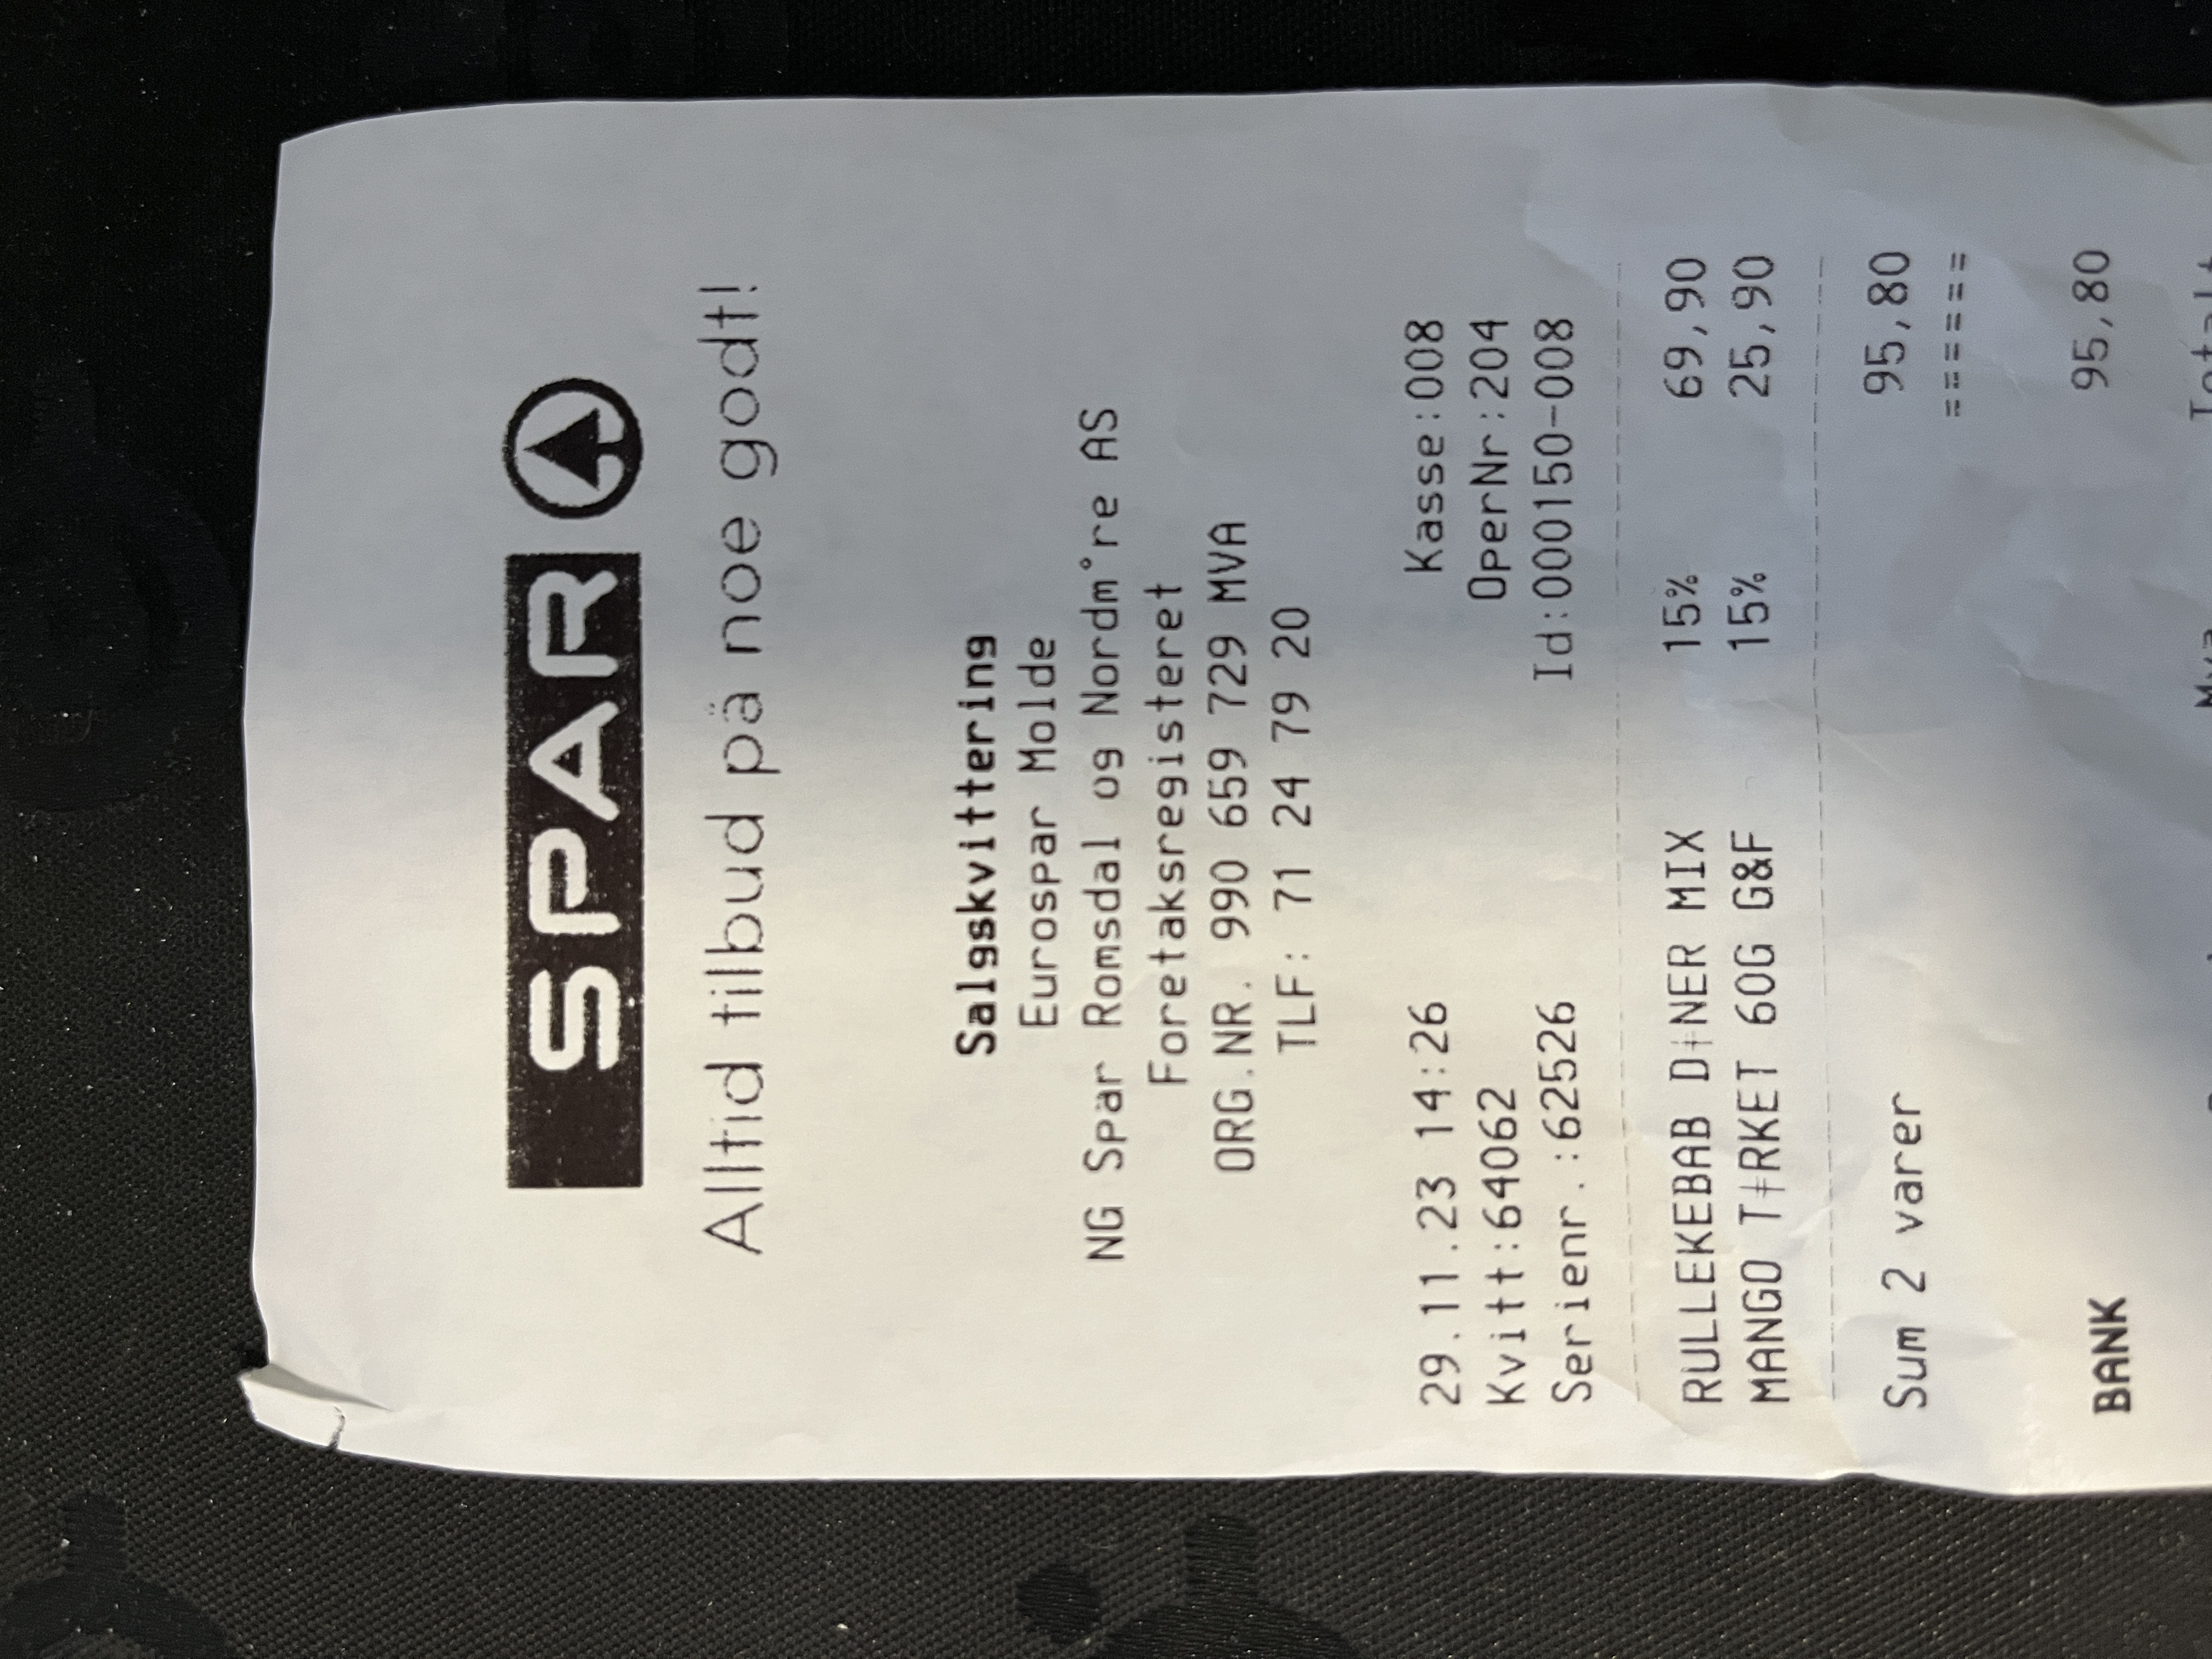 SPAR
Alltid tilbud på noe godt!
Salgskvittering
Eurospar Molde
NG Spar Romsdal og Nordm°re AS
Foretaksregisteret
ORG.NR. 990 659 729 MVA
TLF: 71 24 79 20
29.11.23 14:26 Kasse:008
Kvitt:64062 OperNr:204
Serienr.:62526 Id:000150-008
RULLEKEBAB D‡NER MIX 15% 69,90
MANGO T‡RKET 60G G&F 15% 25,90
Sum 2 varer 95,80
======
BANK 95,80
Mva Totalt